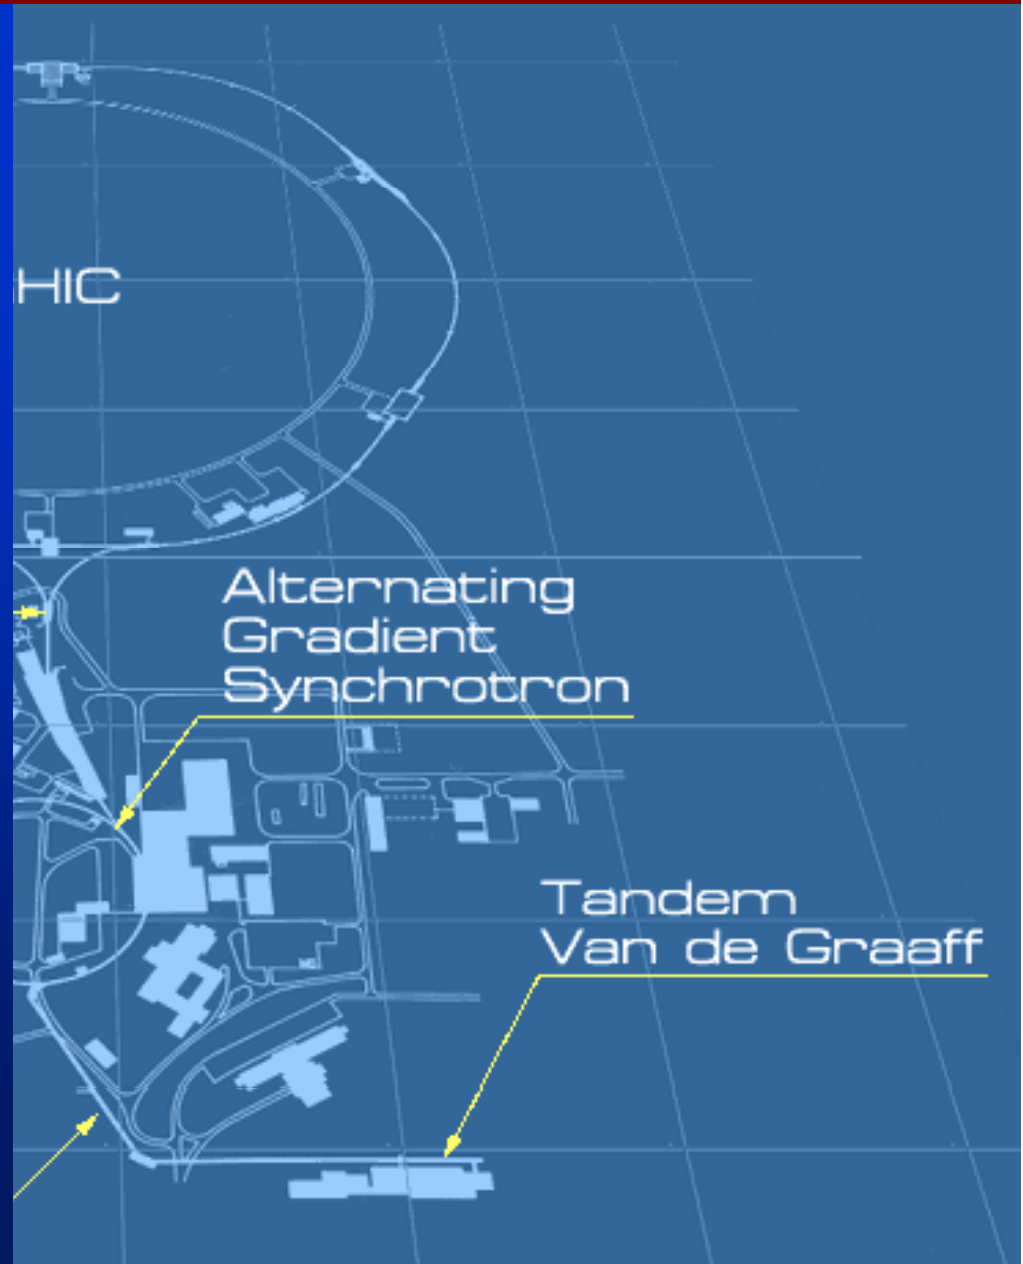 HIC
Alternating
Gradient
Synchrotron
Tandem
Van de Graaff